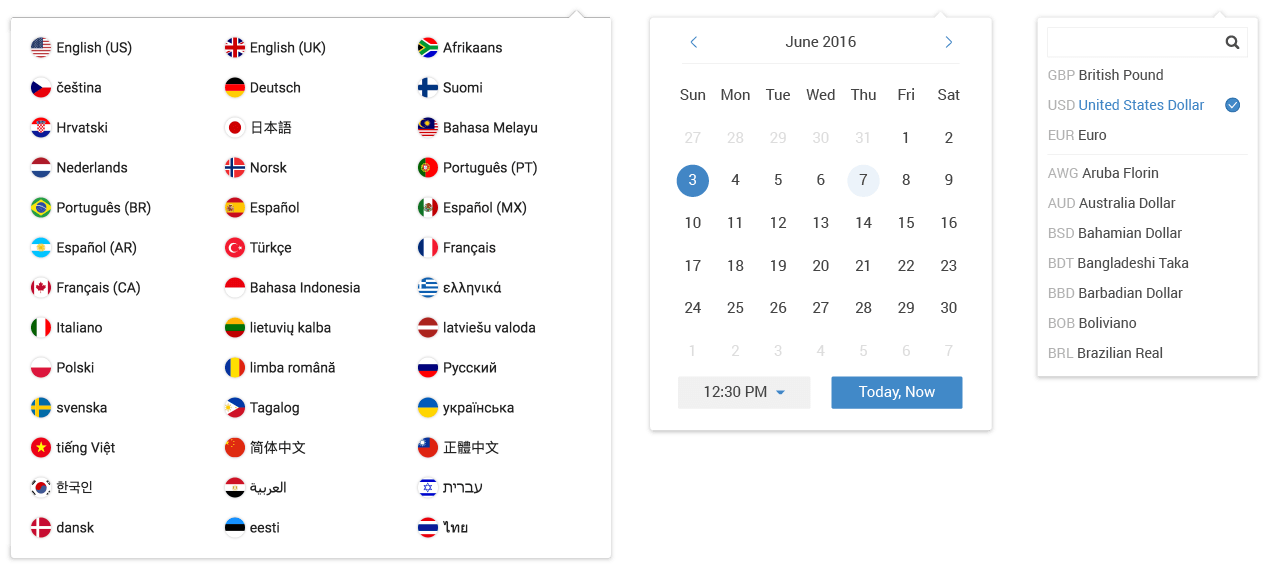 English (US) English (UK) Afrikaans
čeština Deutsch Suomi
Hrvatski 日本語 Bahasa Melayu
Nederlands Norsk Português (PT)
Português (BR) Español Español (MX)
Español (AR) Türkçe Français
Français (CA) Bahasa Indonesia ελληνικά
Italiano lietuvių kalba latviešu valoda
Polski limba română Русский
svenska Tagalog українська
tiếng Việt 简体中文 正體中文
한국인 العربية עברית
dansk eesti ไทย
June 2016
Sun Mon Tue Wed Thu Fri Sat
27 28 29 30 31 1 2
3 4 5 6 7 8 9
10 11 12 13 14 15 16
17 18 19 20 21 22 23
24 25 26 27 28 29 30
1 2 3 4 5 6 7
12:30 PM Today, Now
GBP British Pound
USD United States Dollar
EUR Euro
AWG Aruba Florin
AUD Australia Dollar
BSD Bahamian Dollar
BDT Bangladeshi Taka
BBD Barbadian Dollar
BOB Boliviano
BRL Brazilian Real